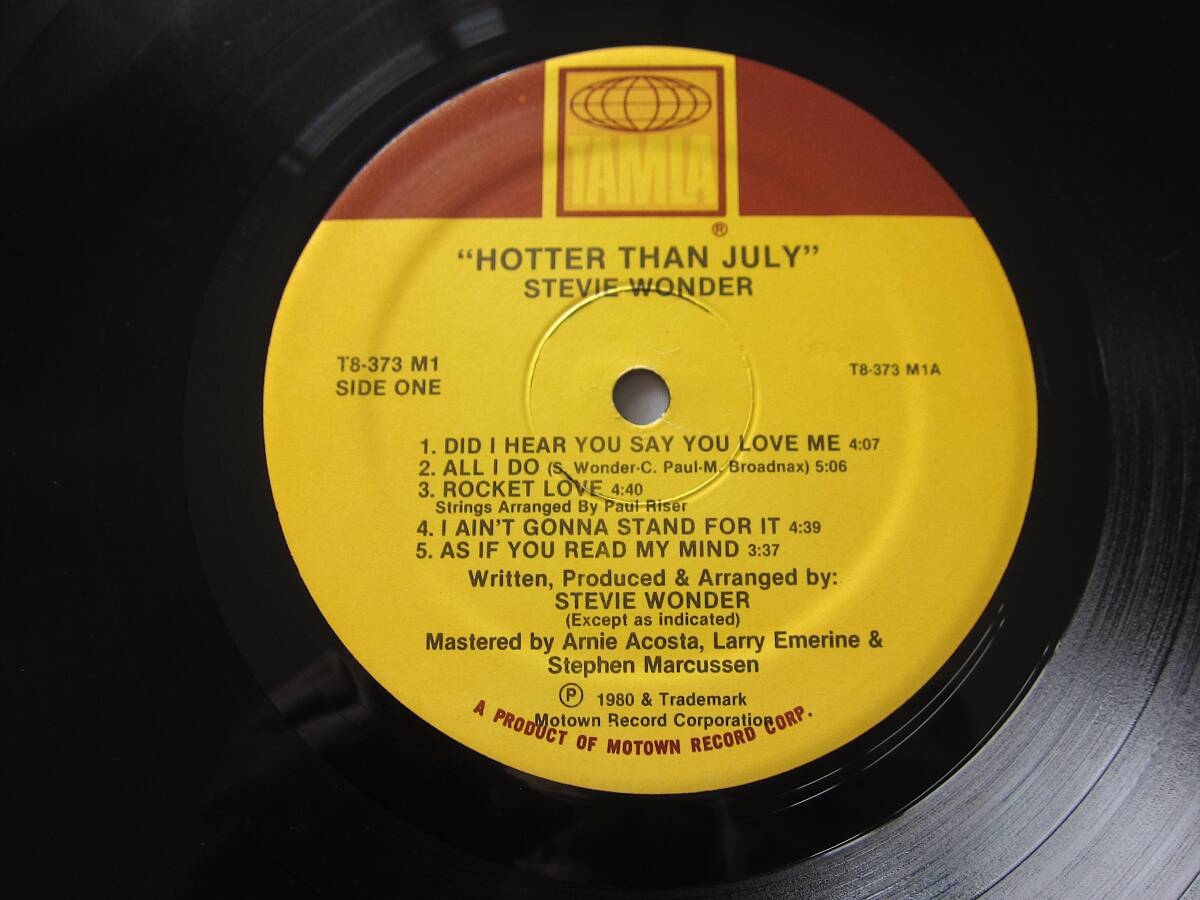 TAMLA
®
“HOTTER THAN JULY”
STEVIE WONDER
T8-373 M1
SIDE ONE
T8-373 M1A
1. DID I HEAR YOU SAY YOU LOVE ME 4:07
2. ALL I DO (S. Wonder-C. Paul-M. Broadnax) 5:06
3. ROCKET LOVE 4:40
Strings Arranged By Paul Riser
4. I AIN'T GONNA STAND FOR IT 4:39
5. AS IF YOU READ MY MIND 3:37
Written, Produced & Arranged by:
STEVIE WONDER
(Except as indicated)
Mastered by Arnie Acosta, Larry Emerine &
Stephen Marcussen
℗ 1980 & Trademark
Motown Record Corporation
A PRODUCT OF MOTOWN RECORD CORP.